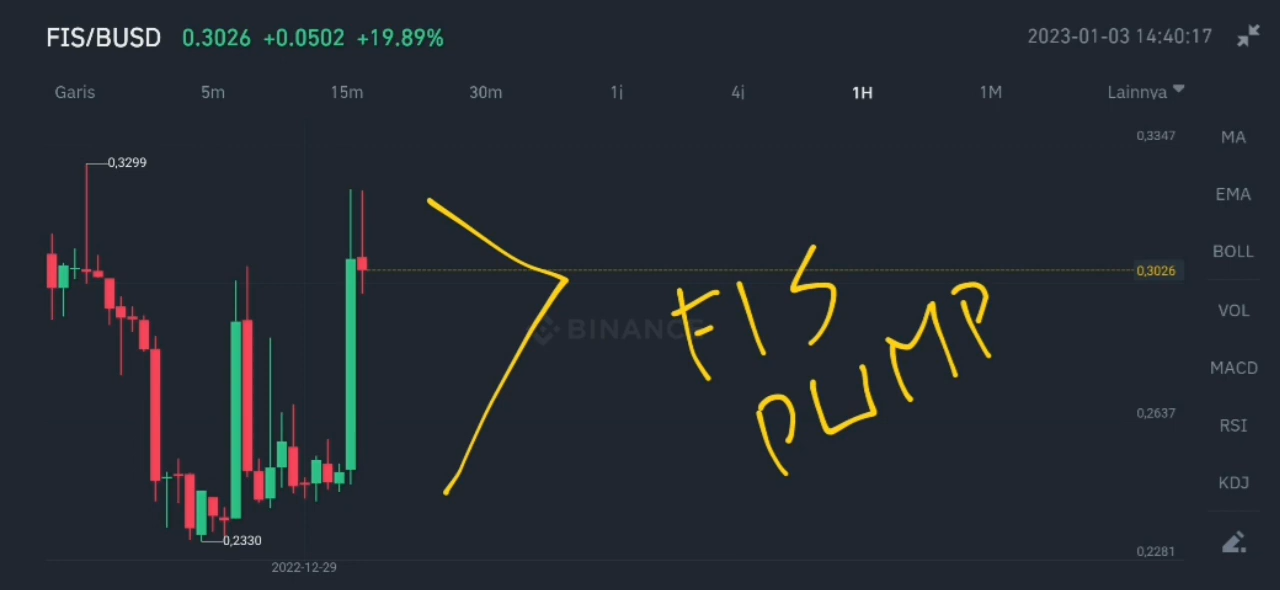 FIS/BUSD 0.3026 +0.0502 +19.89% 2023-01-03 14:40:17
Garis 5m 15m 30m 1j 4j 1H 1M Lainnya
0,3347 MA
0,3299
EMA
BOLL
0,3026
FIS
VOL
BINANCE
PUMP
MACD
0,2637
RSI
KDJ
0,2330
0,2281
2022-12-29